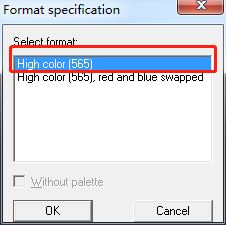 Format specification
Select format:
High color (565)
High color (565), red and blue swapped
Without palette
OK
Cancel